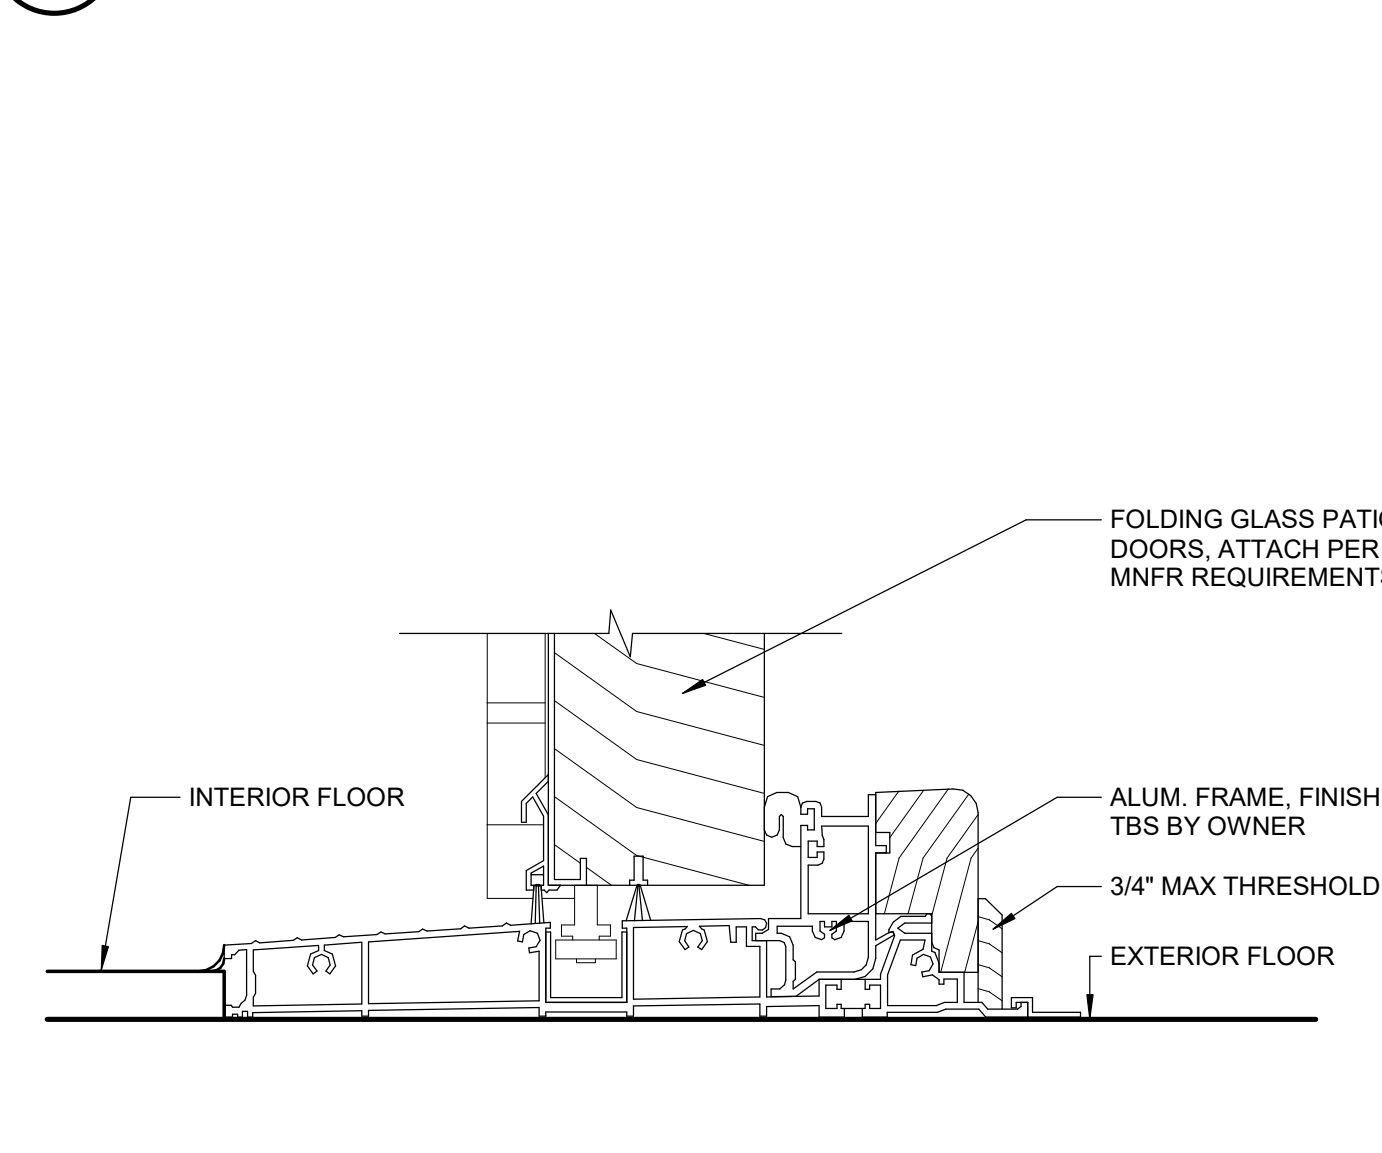 FOLDING GLASS PATIO
DOORS, ATTACH PER
MNFR REQUIREMENTS
INTERIOR FLOOR
ALUM. FRAME, FINISH
TBS BY OWNER
3/4" MAX THRESHOLD
EXTERIOR FLOOR